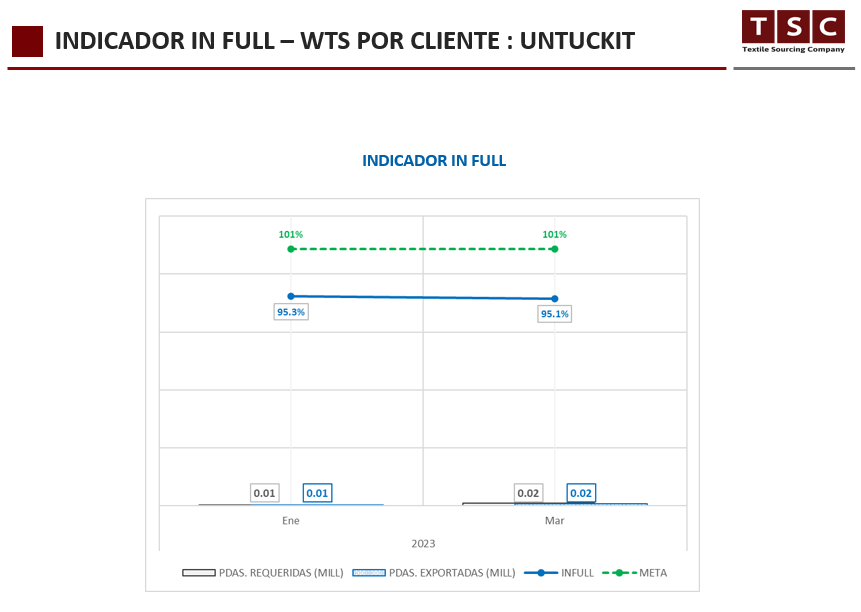 INDICADOR IN FULL – WTS POR CLIENTE : UNTUCKIT
TSC
Textile Sourcing Company
INDICADOR IN FULL
101%
101%
95.3%
95.1%
0.01
0.01
0.02
0.02
Ene
Mar
2023
PDAS. REQUERIDAS (MILL)
PDAS. EXPORTADAS (MILL)
INFULL
META